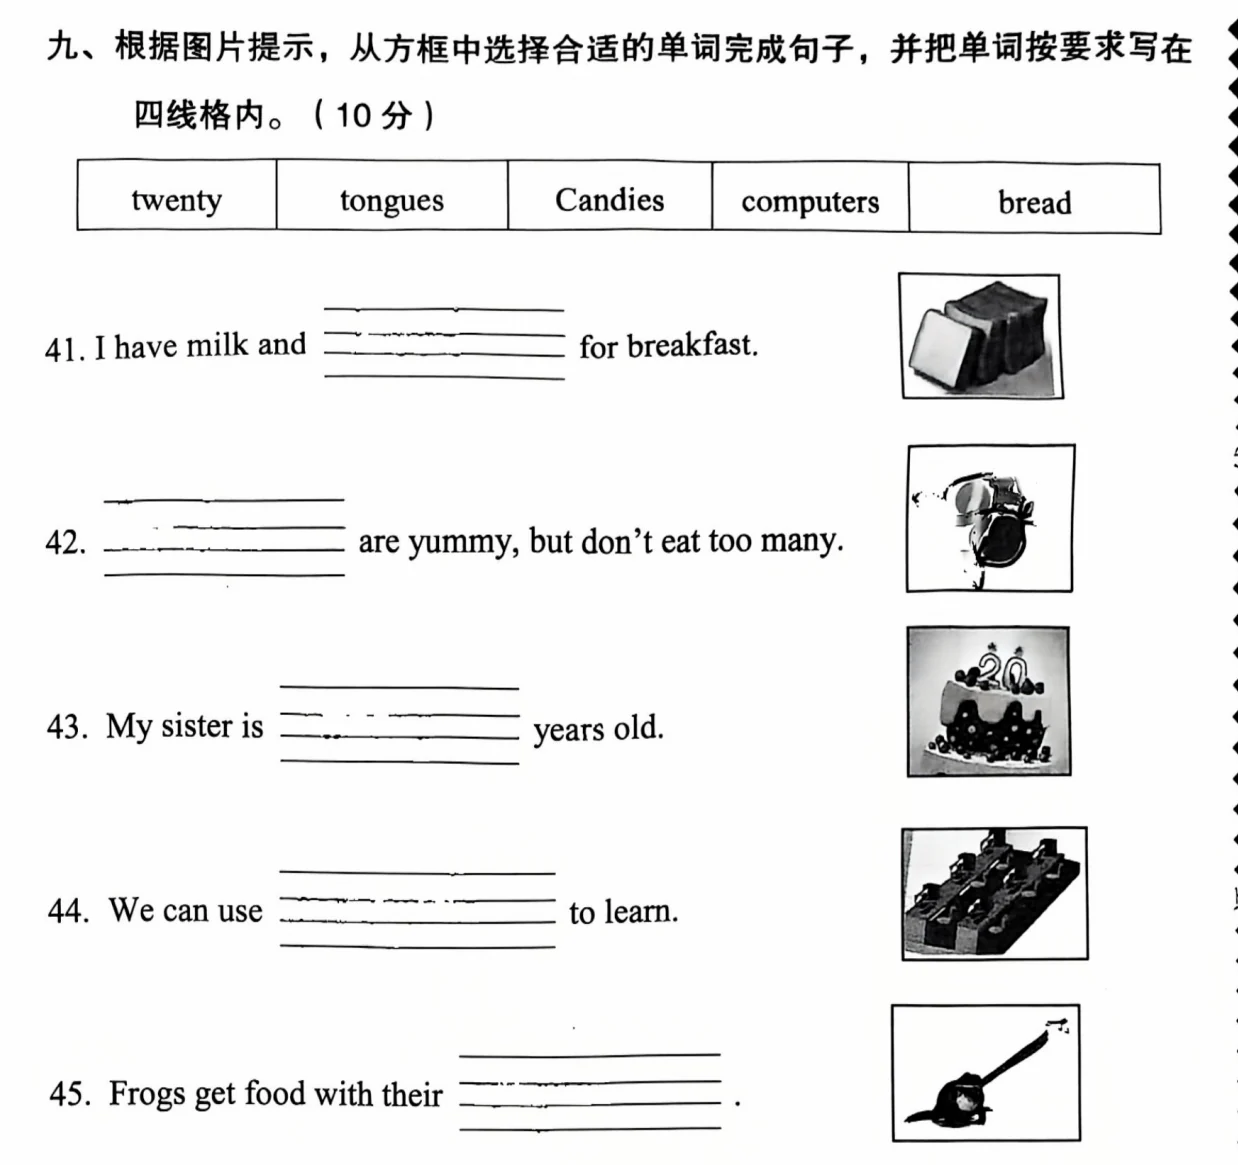 九、根据图片提示，从方框中选择合适的单词完成句子，并把单词按要求写在
四线格内。（10 分）
twenty tongues Candies computers bread
41. I have milk and for breakfast.
42. are yummy, but don't eat too many.
20
43. My sister is years old.
44. We can use to learn.
45. Frogs get food with their .